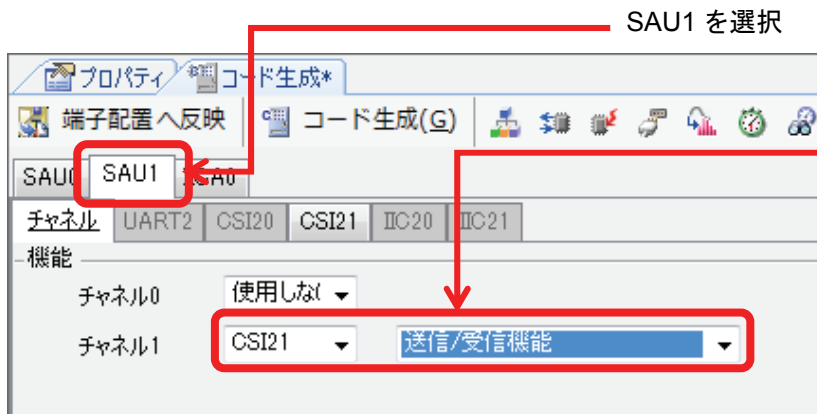 SAU1 を選択
プロパティ コード生成*
端子配置へ反映 コード生成(G)
SAU0 SAU1 IICA0
チャネル UART2 CSI20 CSI21 IIC20 IIC21
機能
チャネル0 使用しな
チャネル1 CSI21 送信/受信機能